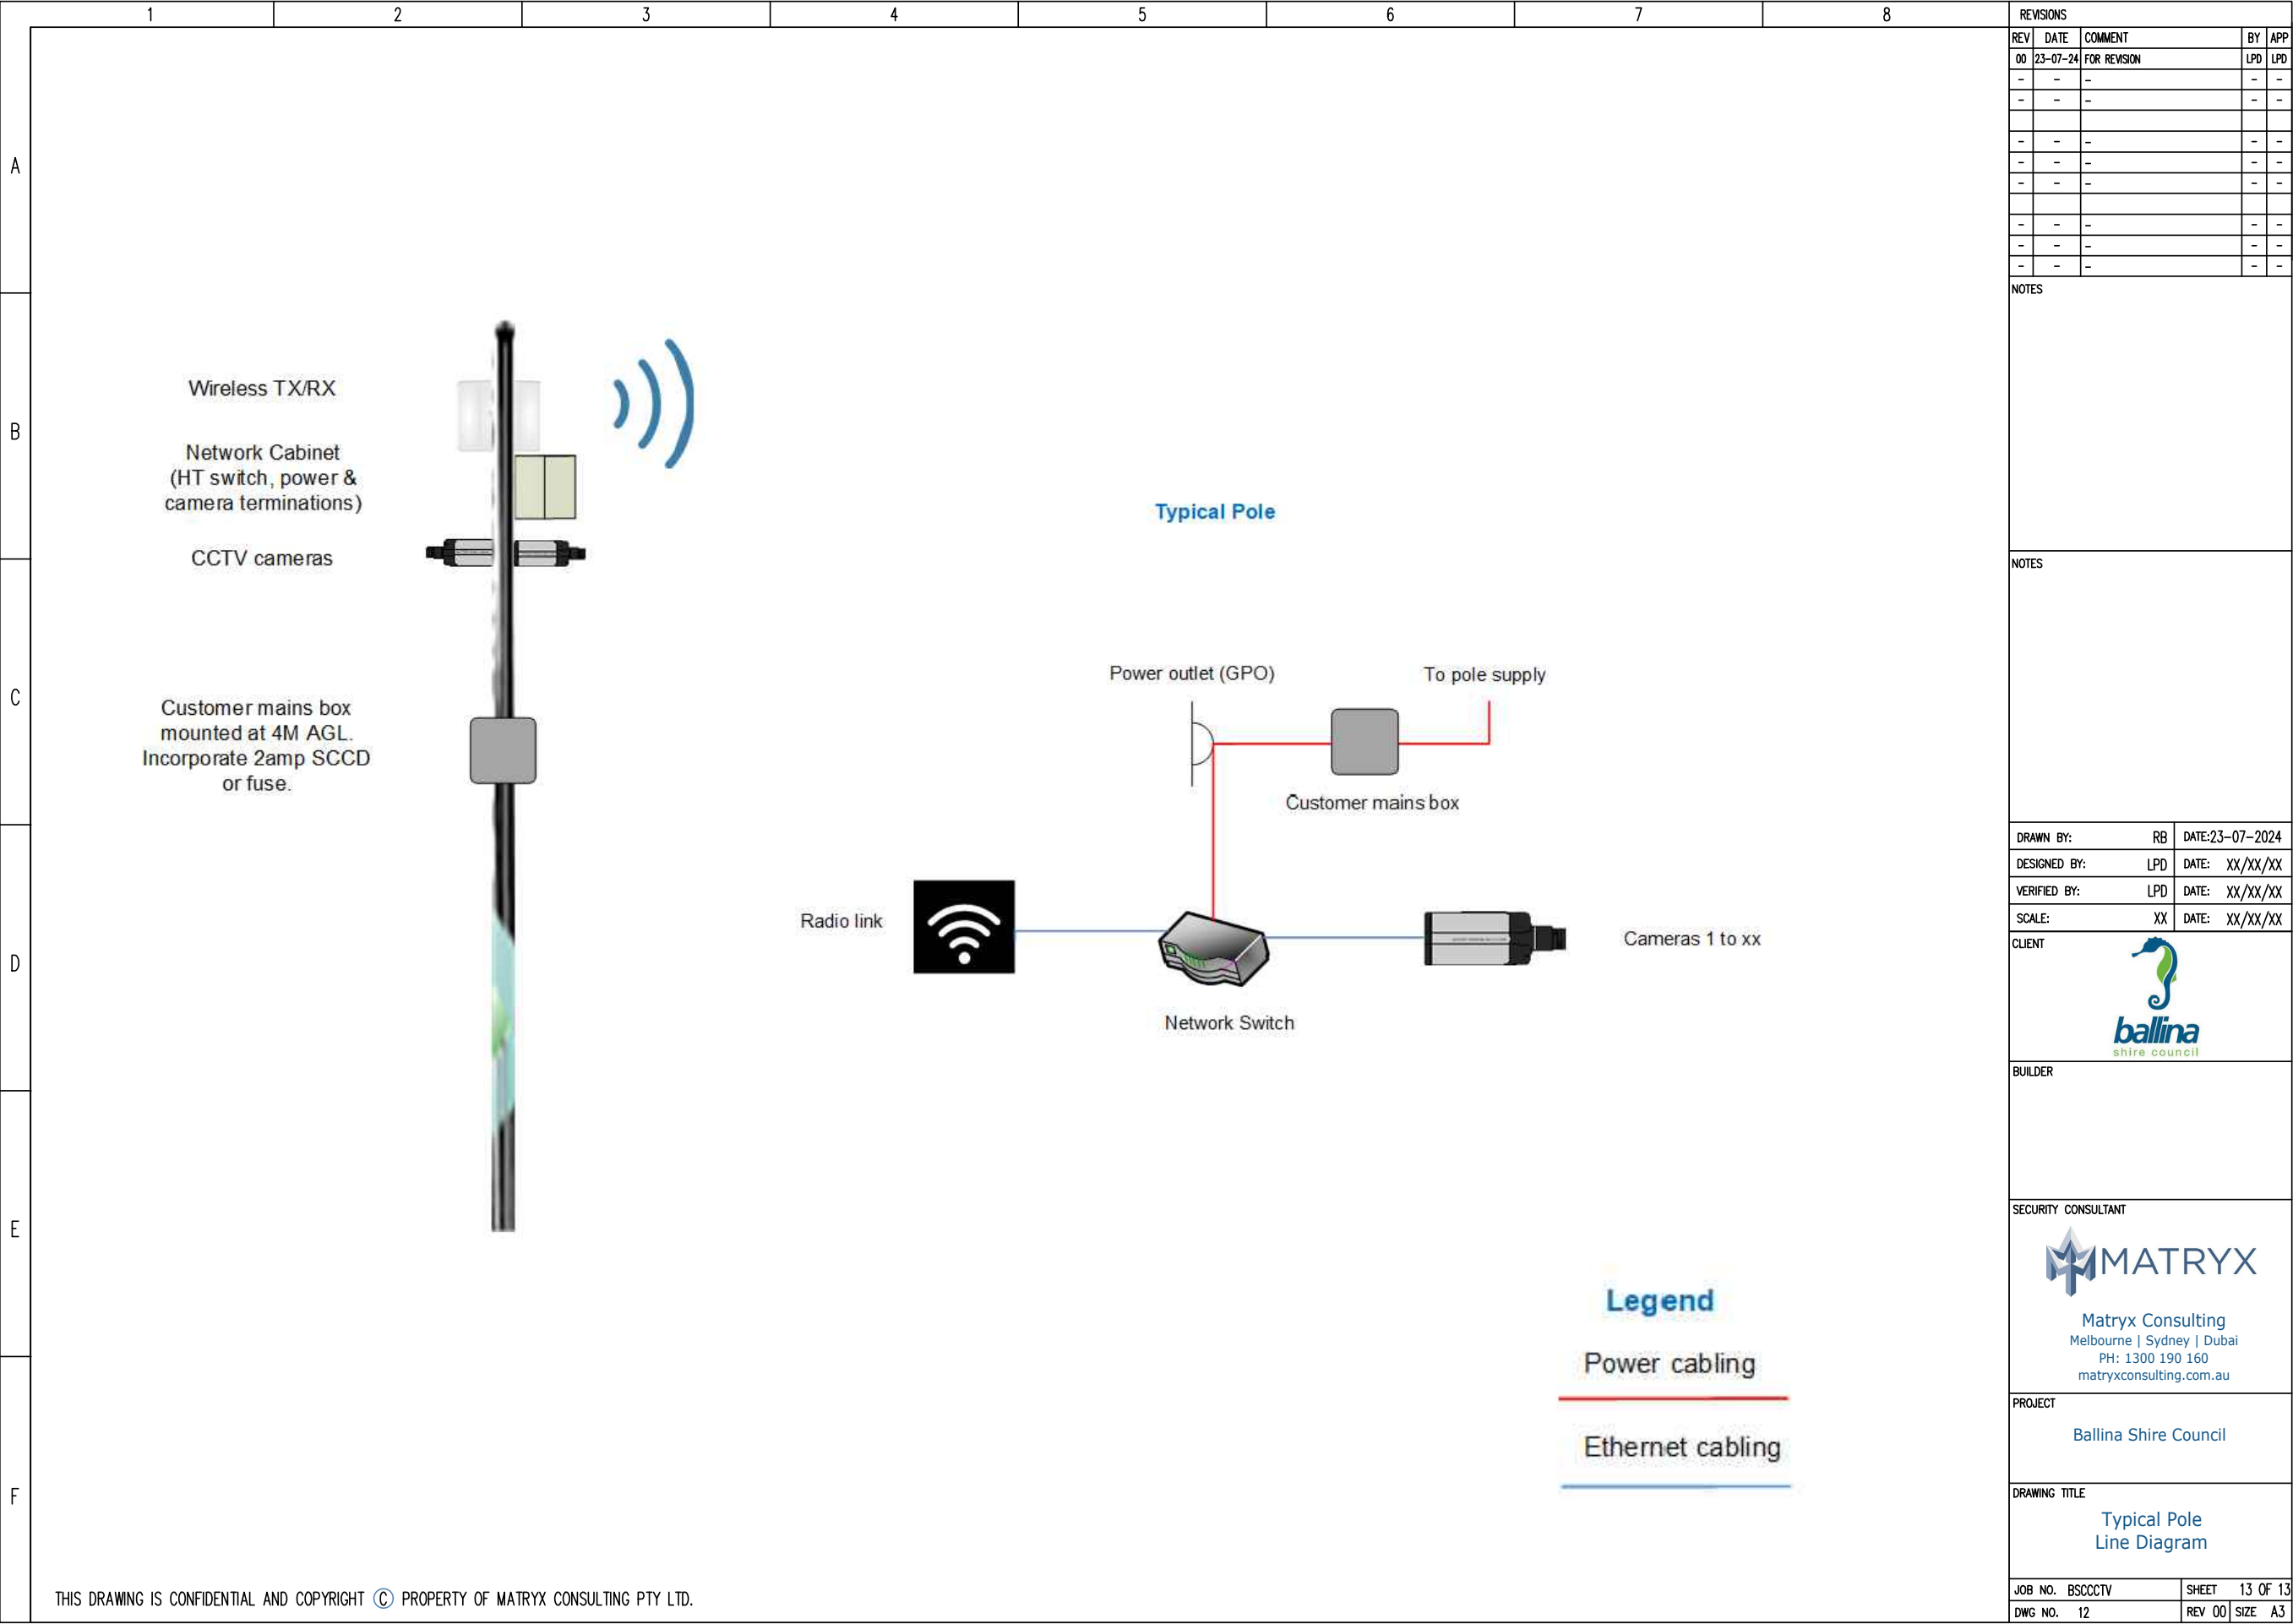 1 2 3 4 5 6 7 8
A
B
C
D
E
F
Wireless TX/RX
Network Cabinet
(HT switch, power &
camera terminations)
CCTV cameras
Customer mains box
mounted at 4M AGL.
Incorporate 2amp SCCD
or fuse.
Typical Pole
Power outlet (GPO)
To pole supply
Customer mains box
Radio link
Network Switch
Cameras 1 to xx
Legend
Power cabling
Ethernet cabling
THIS DRAWING IS CONFIDENTIAL AND COPYRIGHT © PROPERTY OF MATRYX CONSULTING PTY LTD.
REVISIONS
REV DATE COMMENT BY APP
00 23-07-24 FOR REVISION LPD LPD
- - - - -
- - - - -
- - - - -
- - - - -
- - - - -
- - - - -
- - - - -
- - - - -
NOTES
NOTES
DRAWN BY: RB DATE:23-07-2024
DESIGNED BY: LPD DATE: XX/XX/XX
VERIFIED BY: LPD DATE: XX/XX/XX
SCALE: XX DATE: XX/XX/XX
CLIENT
ballina
shire council
BUILDER
SECURITY CONSULTANT
MATRYX
Matryx Consulting
Melbourne | Sydney | Dubai
PH: 1300 190 160
matryxconsulting.com.au
PROJECT
Ballina Shire Council
DRAWING TITLE
Typical Pole
Line Diagram
JOB NO. BSCCCTV SHEET 13 OF 13
DWG NO. 12 REV 00 SIZE A3